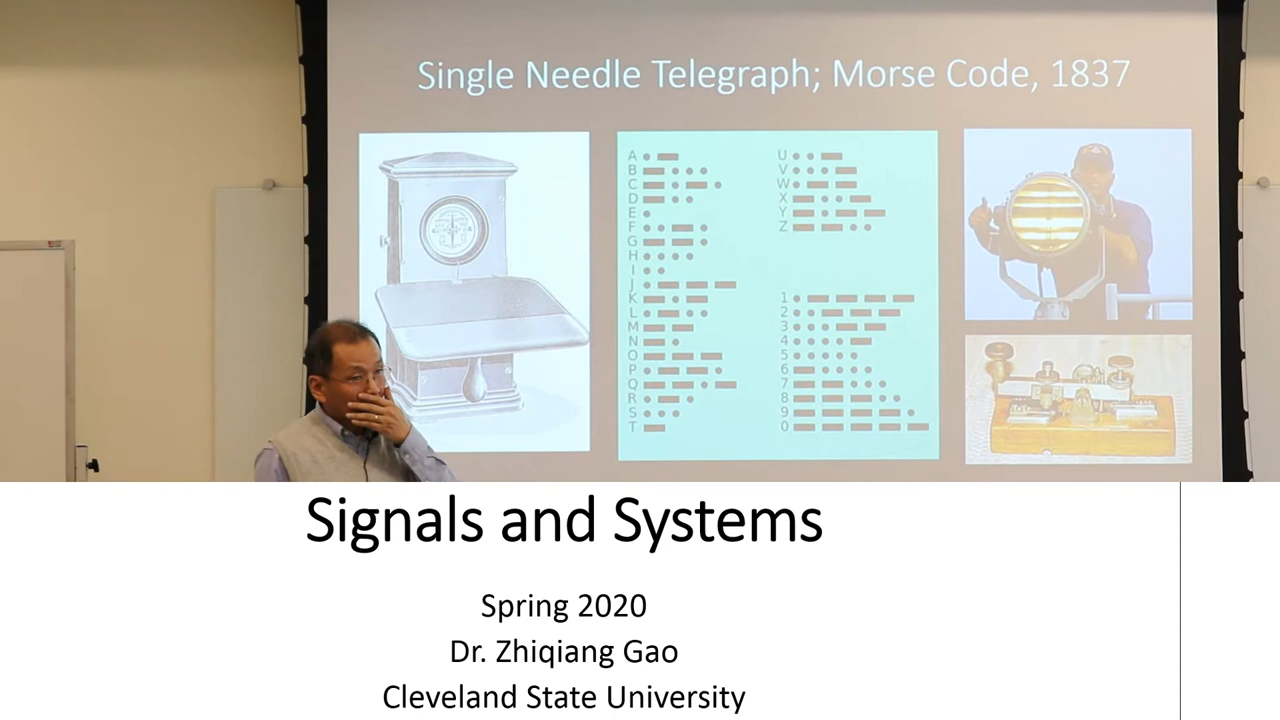 Single Needle Telegraph; Morse Code, 1837
A
B
C
D
E
F
G
H
I
J
K
L
M
N
O
P
Q
R
S
T
U
V
W
X
Y
Z
1
2
3
4
5
6
7
8
9
0
Signals and Systems
Spring 2020
Dr. Zhiqiang Gao
Cleveland State University